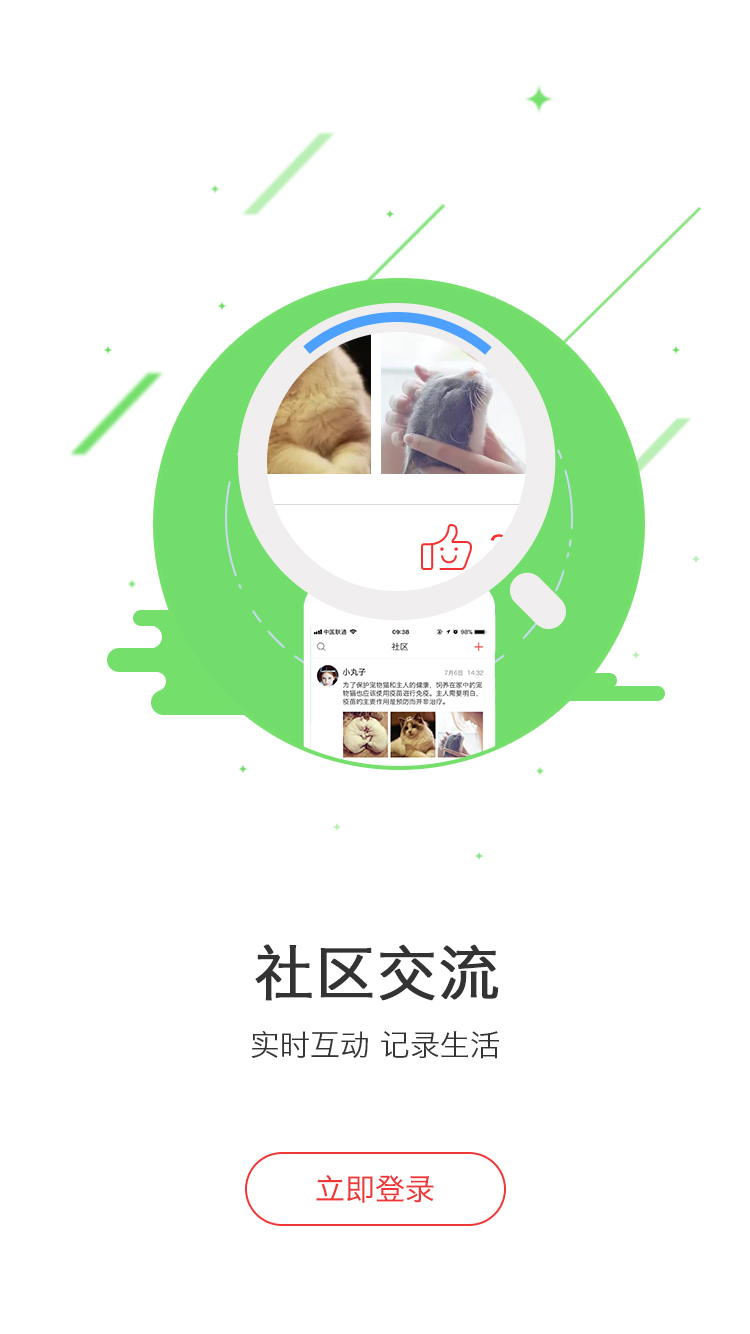 中国联通 09:38 98%
社区
小丸子 7月6日 14:32
为了保护宠物猫和主人的健康,饲养在家中的宠
物猫也应该使用疫苗进行免疫。主人需要明白,
疫苗的主要作用是预防而并非治疗。
社区交流
实时互动 记录生活
立即登录